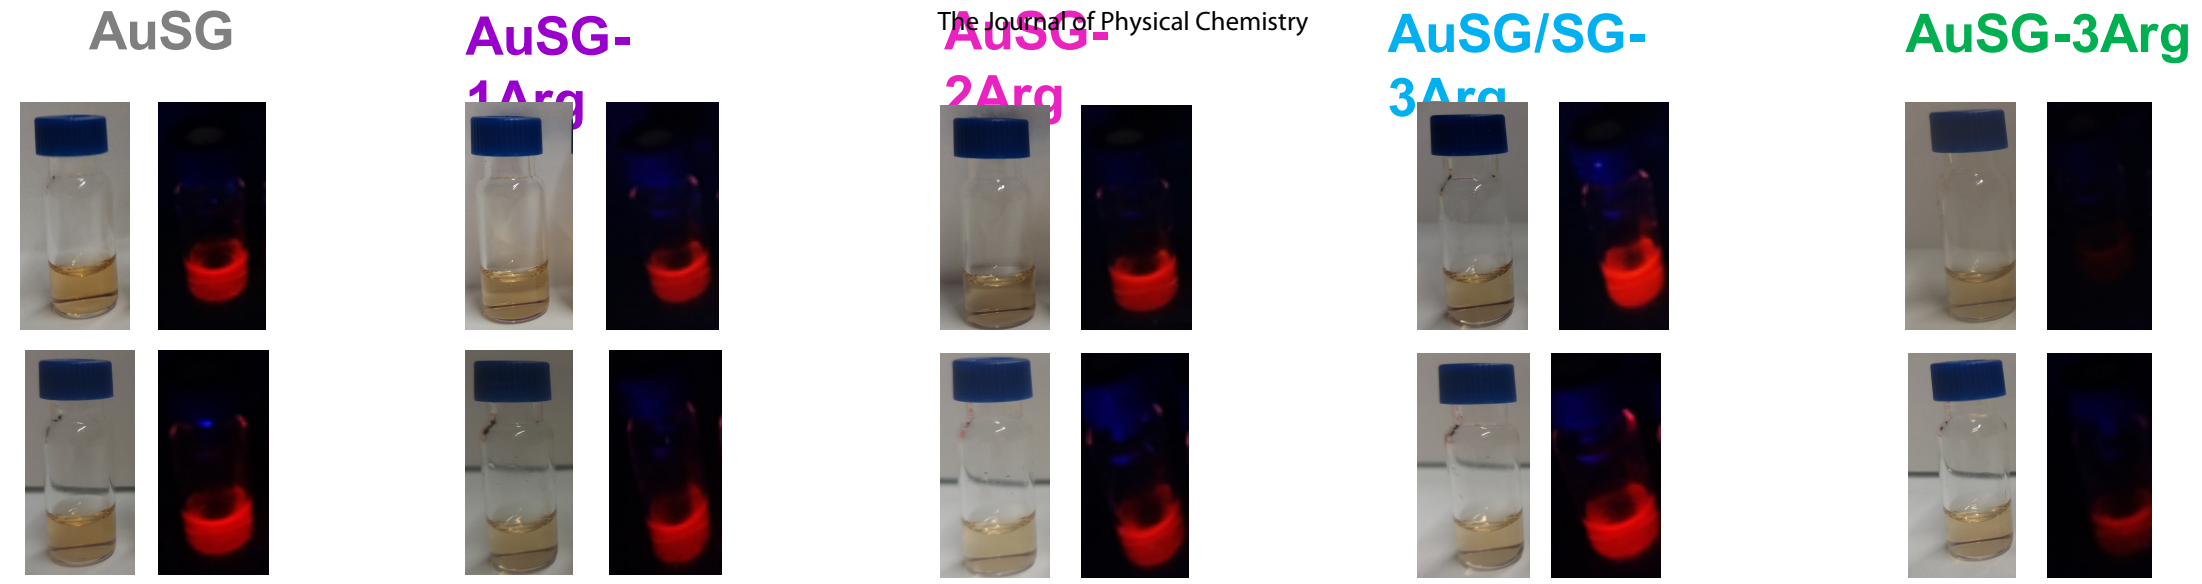 The Journal of Physical Chemistry
AuSG
AuSG-
1Arg
AuSG-
2Arg
AuSG/SG-
3Arg
AuSG-3Arg